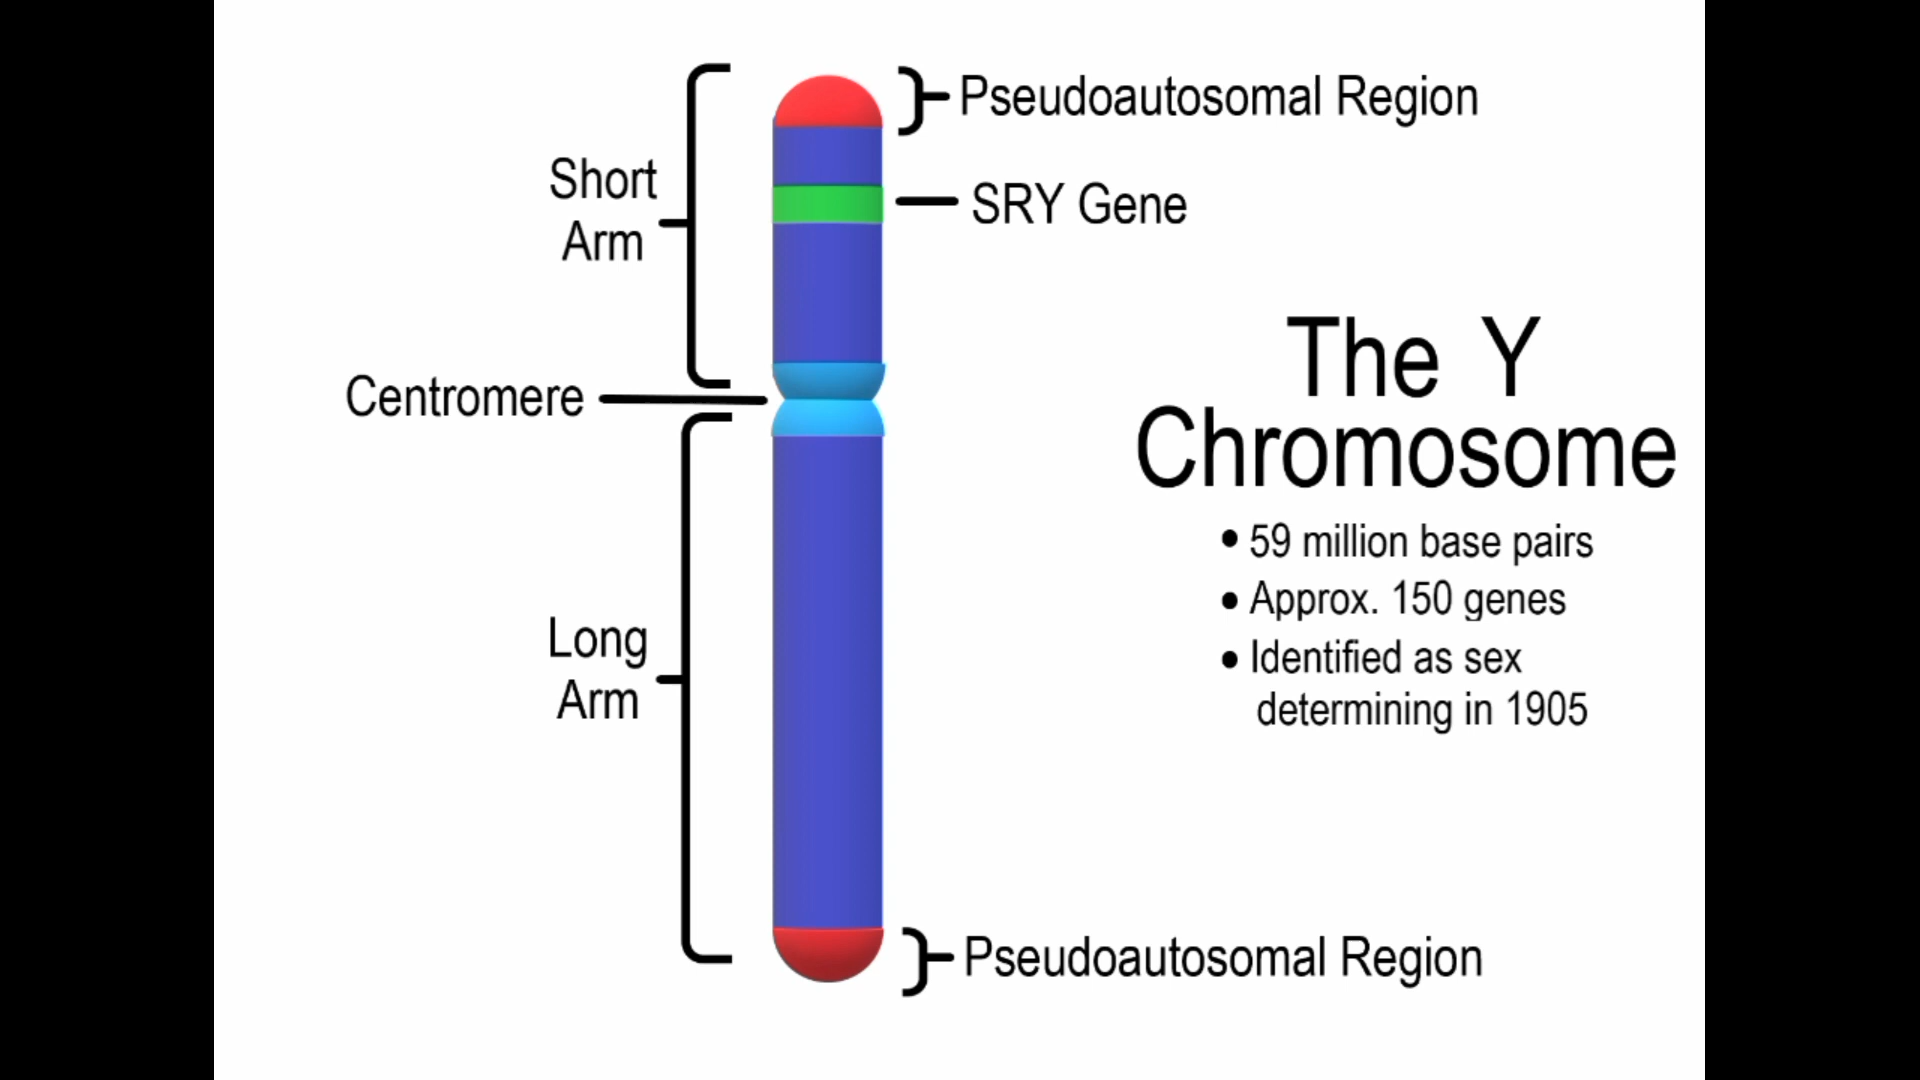 Pseudoautosomal Region
Short
Arm
SRY Gene
Centromere
The Y
Chromosome
• 59 million base pairs
• Approx. 150 genes
• Identified as sex
determining in 1905
Long
Arm
Pseudoautosomal Region